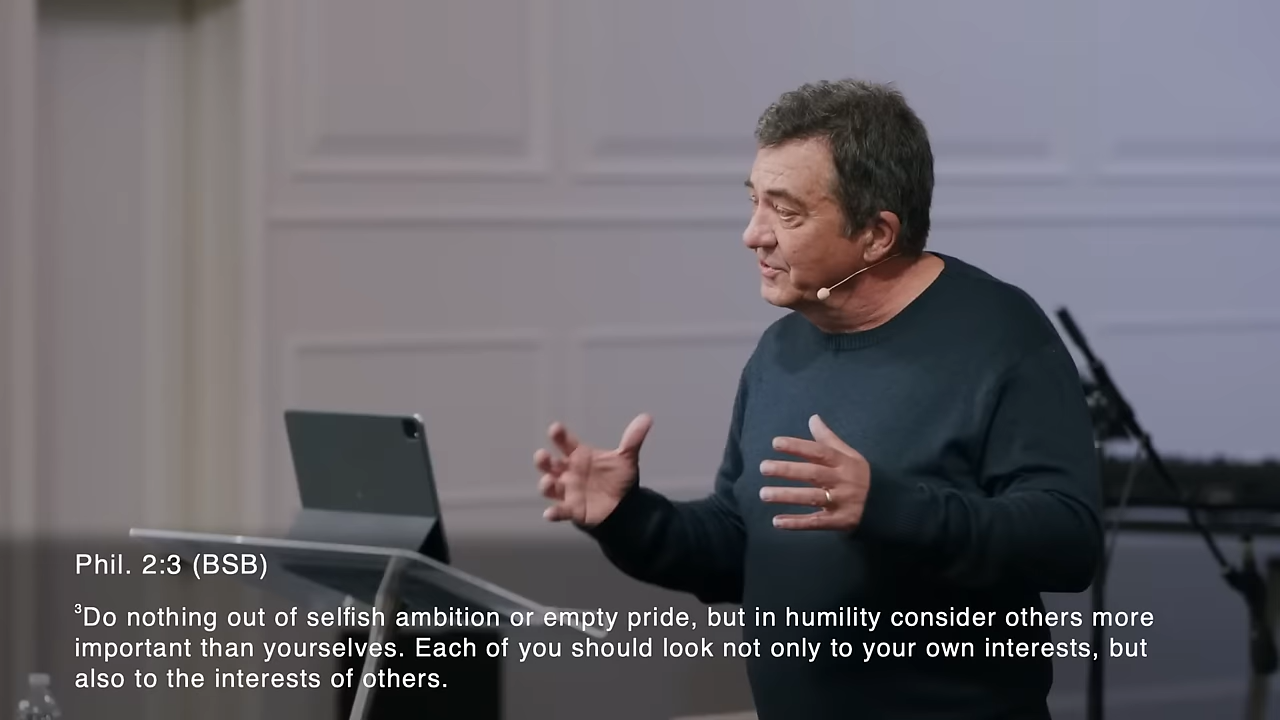 Phil. 2:3 (BSB)
³Do nothing out of selfish ambition or empty pride, but in humility consider others more
important than yourselves. Each of you should look not only to your own interests, but
also to the interests of others.